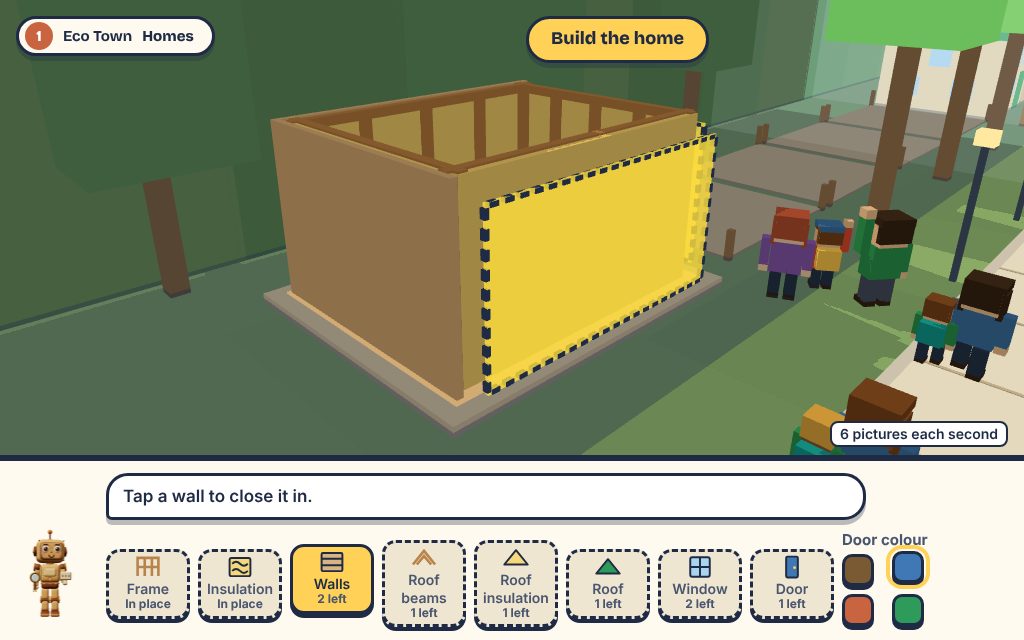 1 Eco Town Homes
Build the home
6 pictures each second
Tap a wall to close it in.
Door colour
Frame
In place
Insulation
In place
Walls
2 left
Roof
beams
1 left
Roof
insulation
1 left
Roof
1 left
Window
2 left
Door
1 left